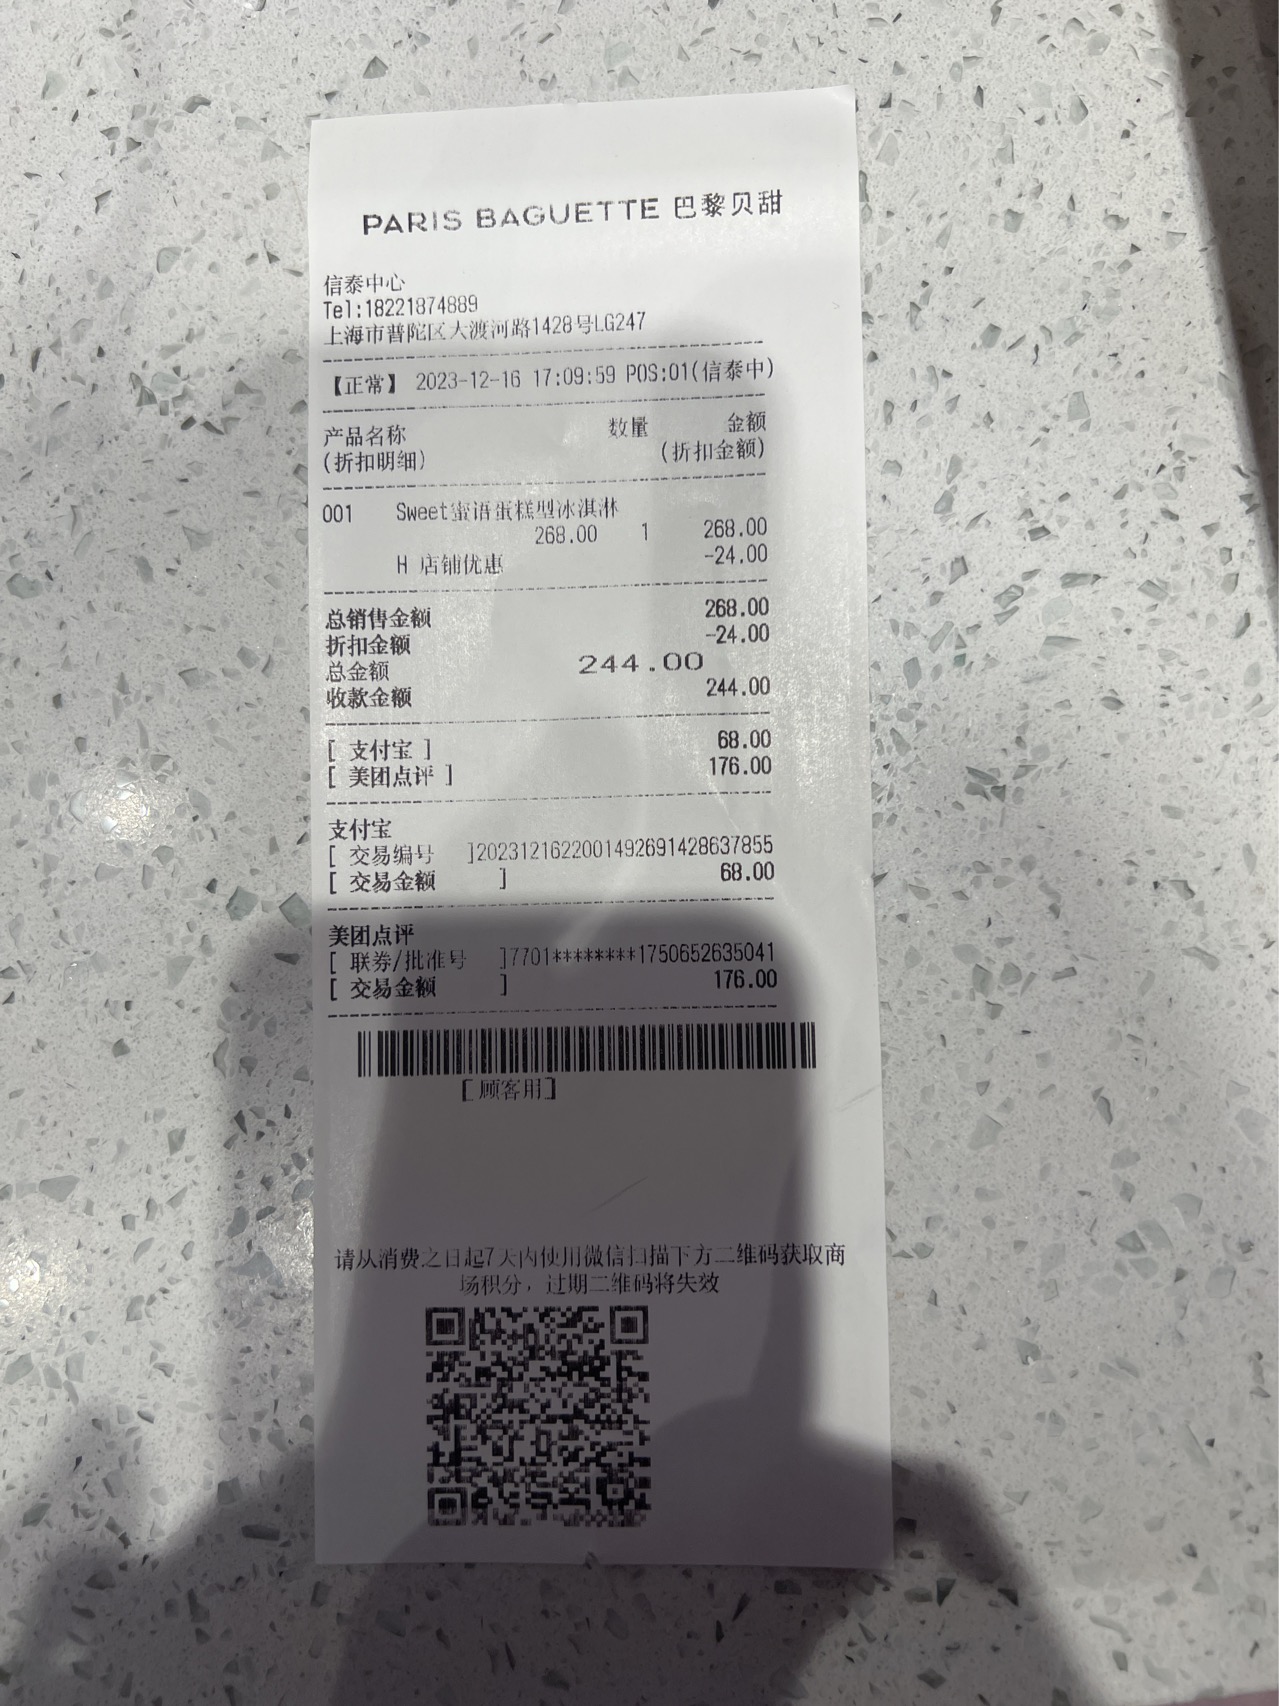 PARIS BAGUETTE 巴黎贝甜
信泰中心
Tel:18221874889
上海市普陀区大渡河路1428号LG247
【正常】 2023-12-16 17:09:59 POS:01(信泰中)
产品名称 数量 金额
(折扣明细) (折扣金额)
001 Sweet蜜语蛋糕型冰淇淋
268.00 1 268.00
H 店铺优惠 -24.00
总销售金额 268.00
折扣金额 -24.00
总金额 244.00
收款金额 244.00
[ 支付宝 ] 68.00
[ 美团点评 ] 176.00
支付宝
[ 交易编号 ]2023121622001492691428637855
[ 交易金额 ] 68.00
美团点评
[ 联券/批准号 ]7701********1750652635041
[ 交易金额 ] 176.00
[顾客用]
请从消费之日起7天内使用微信扫描下方二维码获取商
场积分，过期二维码将失效